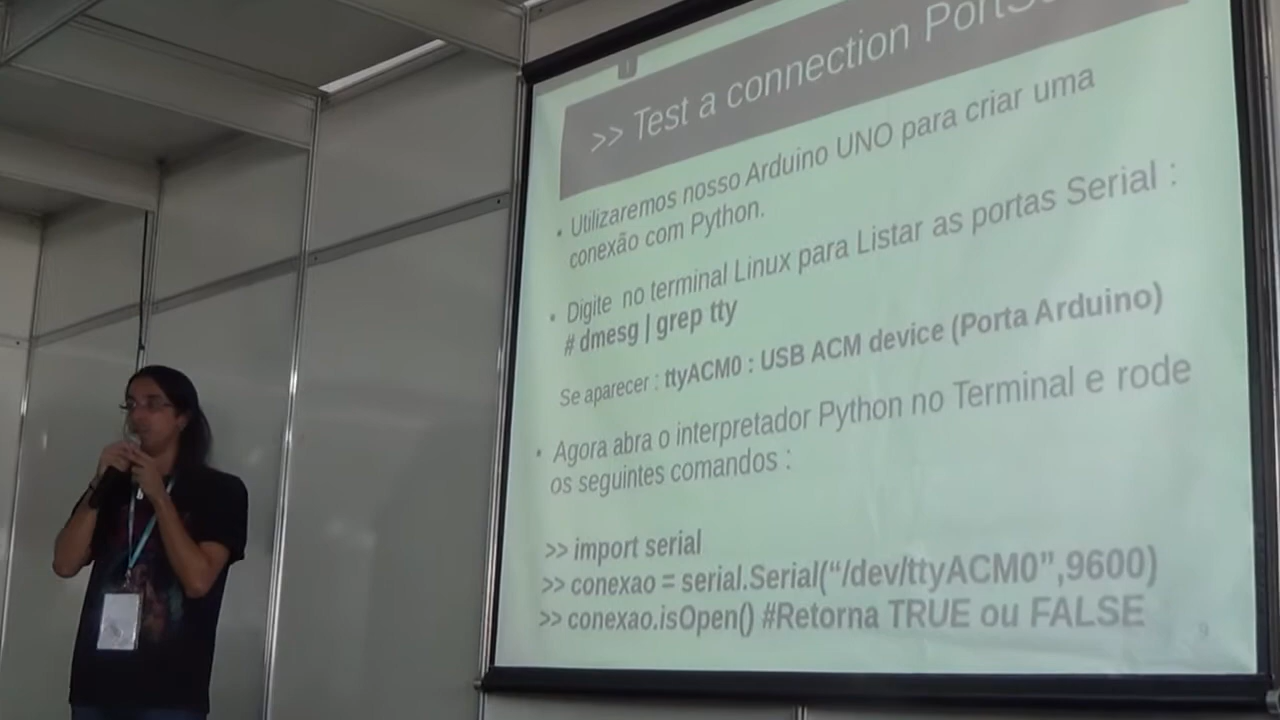 >> Test a connection
• Utilizaremos nosso Arduino UNO para criar uma
conexão com Python.
• Digite no terminal Linux para Listar as portas Serial :
# dmesg | grep tty
Se aparecer : ttyACM0 : USB ACM device (Porta Arduino)
• Agora abra o interpretador Python no Terminal e rode
os seguintes comandos :
>> import serial
>> conexao = serial.Serial(“/dev/ttyACM0”,9600)
>> conexao.isOpen() #Retorna TRUE ou FALSE
9